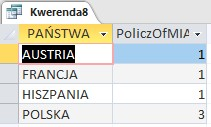 Kwerenda8
PAŃSTWA PoliczOfMIA
AUSTRIA 1
FRANCJA 1
HISZPANIA 1
POLSKA 3